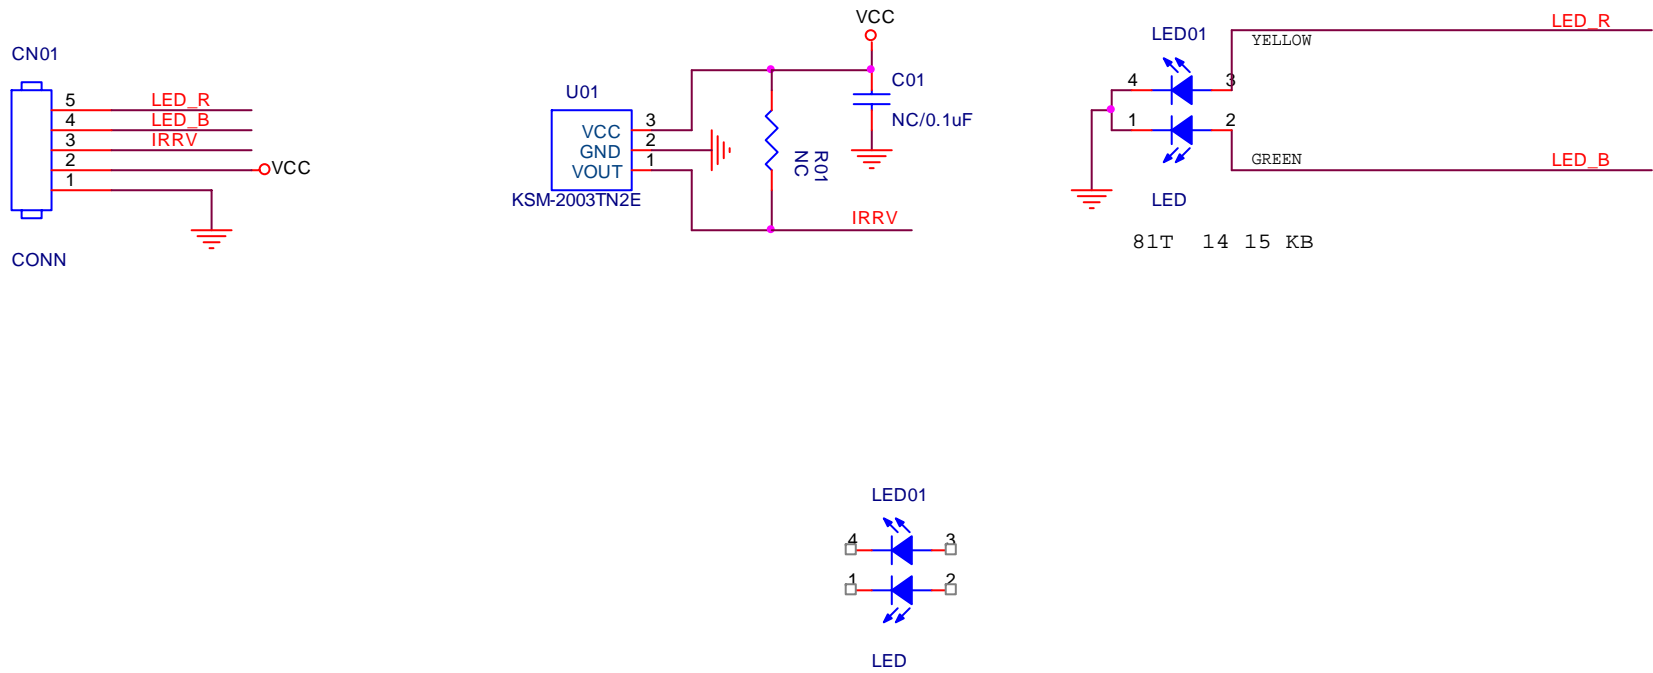 CN01
5 LED_R
4 LED_B
3 IRRV
2 VCC
1
CONN
VCC
U01
VCC 3
GND 2
VOUT 1
KSM-2003TN2E
R01
NC
C01
NC/0.1uF
IRRV
LED01
LED_R
YELLOW
4 3
1 2
GREEN
LED_B
LED
81T 14 15 KB
LED01
4 3
1 2
LED